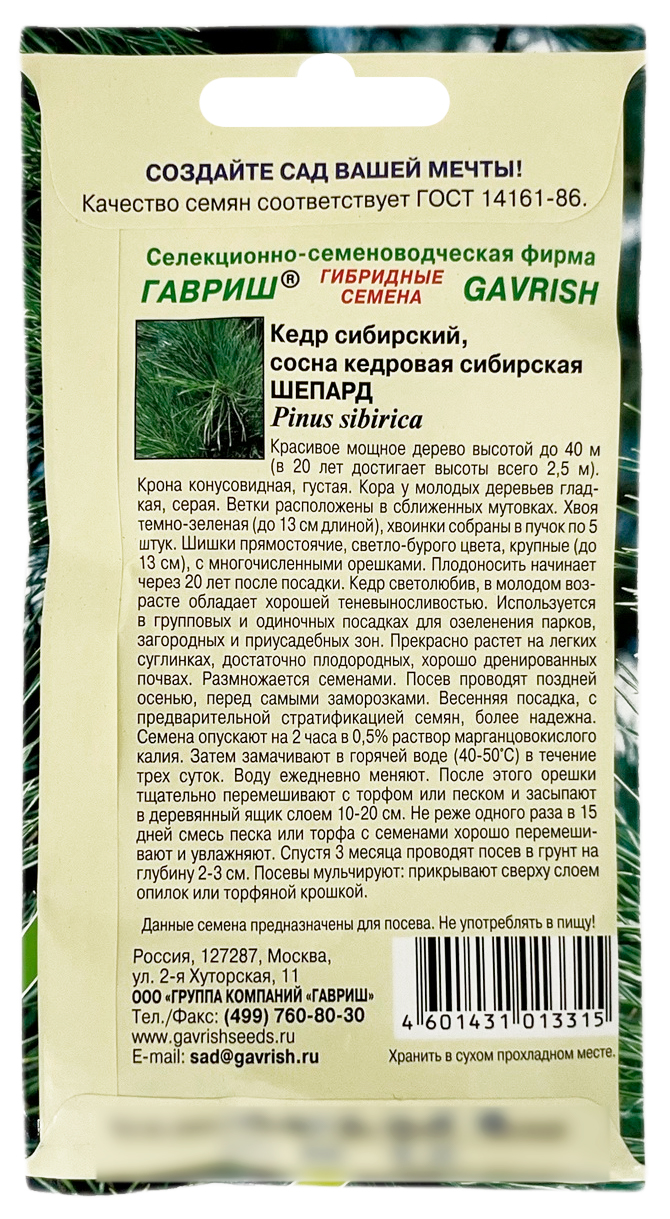 СОЗДАЙТЕ САД ВАШЕЙ МЕЧТЫ!
Качество семян соответствует ГОСТ 14161-86.
Селекционно-семеноводческая фирма
ГАВРИШ® ГИБРИДНЫЕ СЕМЕНА GAVRISH
Кедр сибирский,
сосна кедровая сибирская
ШЕПАРД
Pinus sibirica
Красивое мощное дерево высотой до 40 м
(в 20 лет достигает высоты всего 2,5 м).
Крона конусовидная, густая. Кора у молодых деревьев глад-
кая, серая. Ветки расположены в сближенных мутовках. Хвоя
темно-зеленая (до 13 см длиной), хвоинки собраны в пучок по 5
штук. Шишки прямостоячие, светло-бурого цвета, крупные (до
13 см), с многочисленными орешками. Плодоносить начинает
через 20 лет после посадки. Кедр светолюбив, в молодом воз-
расте обладает хорошей теневыносливостью. Используется
в групповых и одиночных посадках для озеленения парков,
загородных и приусадебных зон. Прекрасно растет на легких
суглинках, достаточно плодородных, хорошо дренированных
почвах. Размножается семенами. Посев проводят поздней
осенью, перед самыми заморозками. Весенняя посадка, с
предварительной стратификацией семян, более надежна.
Семена опускают на 2 часа в 0,5% раствор марганцовокислого
калия. Затем замачивают в горячей воде (40-50°С) в течение
трех суток. Воду ежедневно меняют. После этого орешки
тщательно перемешивают с торфом или песком и засыпают
в деревянный ящик слоем 10-20 см. Не реже одного раза в 15
дней смесь песка или торфа с семенами хорошо перемеши-
вают и увлажняют. Спустя 3 месяца проводят посев в грунт на
глубину 2-3 см. Посевы мульчируют: прикрывают сверху слоем
опилок или торфяной крошкой.
Данные семена предназначены для посева. Не употреблять в пищу!
Россия, 127287, Москва,
ул. 2-я Хуторская, 11
ООО «ГРУППА КОМПАНИЙ «ГАВРИШ»
Тел./Факс: (499) 760-80-30
www.gavrishseeds.ru
E-mail: sad@gavrish.ru
4 601431 013315
Хранить в сухом прохладном месте.